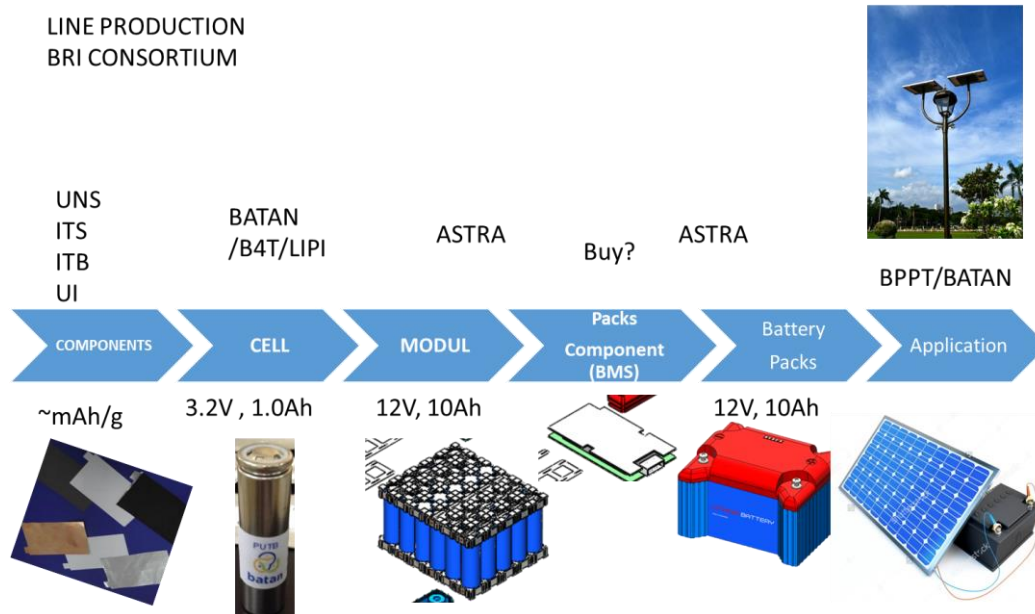 LINE PRODUCTION
BRI CONSORTIUM
UNS
ITS
ITB
UI
BATAN
/B4T/LIPI
ASTRA
Buy?
ASTRA
BPPT/BATAN
COMPONENTS
CELL
MODUL
Packs
Component
(BMS)
Battery
Packs
Application
~mAh/g
3.2V , 1.0Ah
12V, 10Ah
12V, 10Ah
PUTB
batan
BATTERY